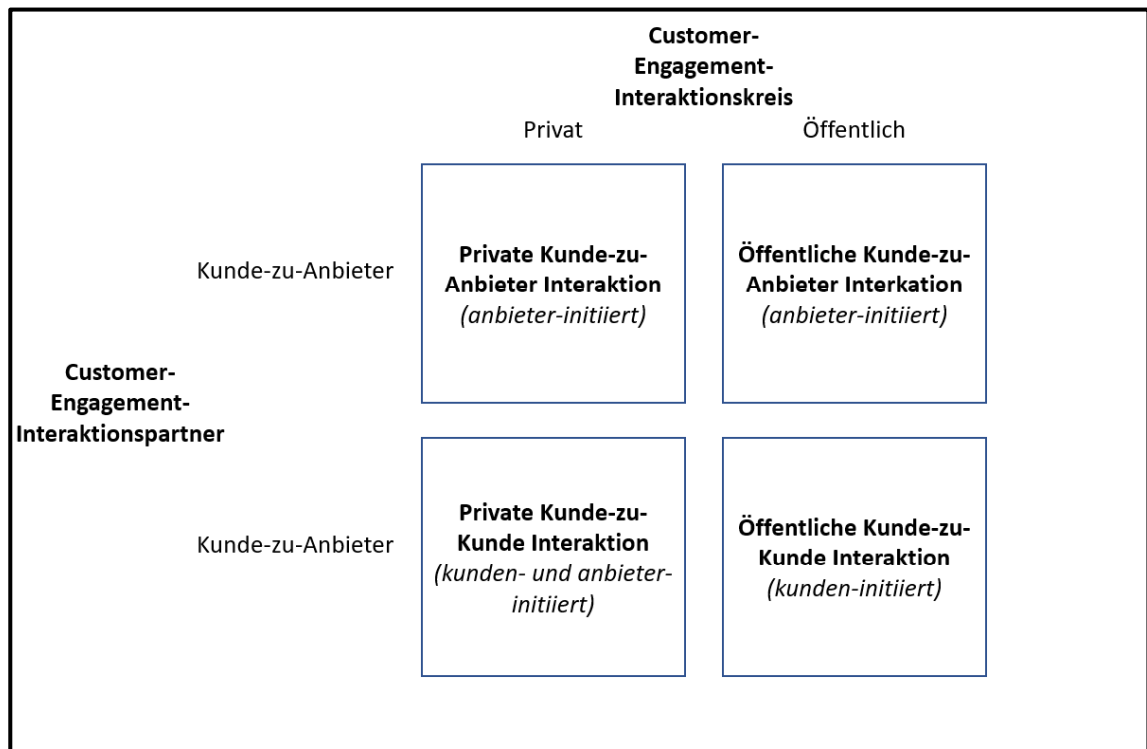 Customer-
Engagement-
Interaktionskreis
Privat
Öffentlich
Kunde-zu-Anbieter
Private Kunde-zu-
Anbieter Interaktion
(anbieter-initiiert)
Öffentliche Kunde-zu-
Anbieter Interkation
(anbieter-initiiert)
Customer-
Engagement-
Interaktionspartner
Kunde-zu-Anbieter
Private Kunde-zu-
Kunde Interaktion
(kunden- und anbieter-
initiiert)
Öffentliche Kunde-zu-
Kunde Interaktion
(kunden-initiiert)